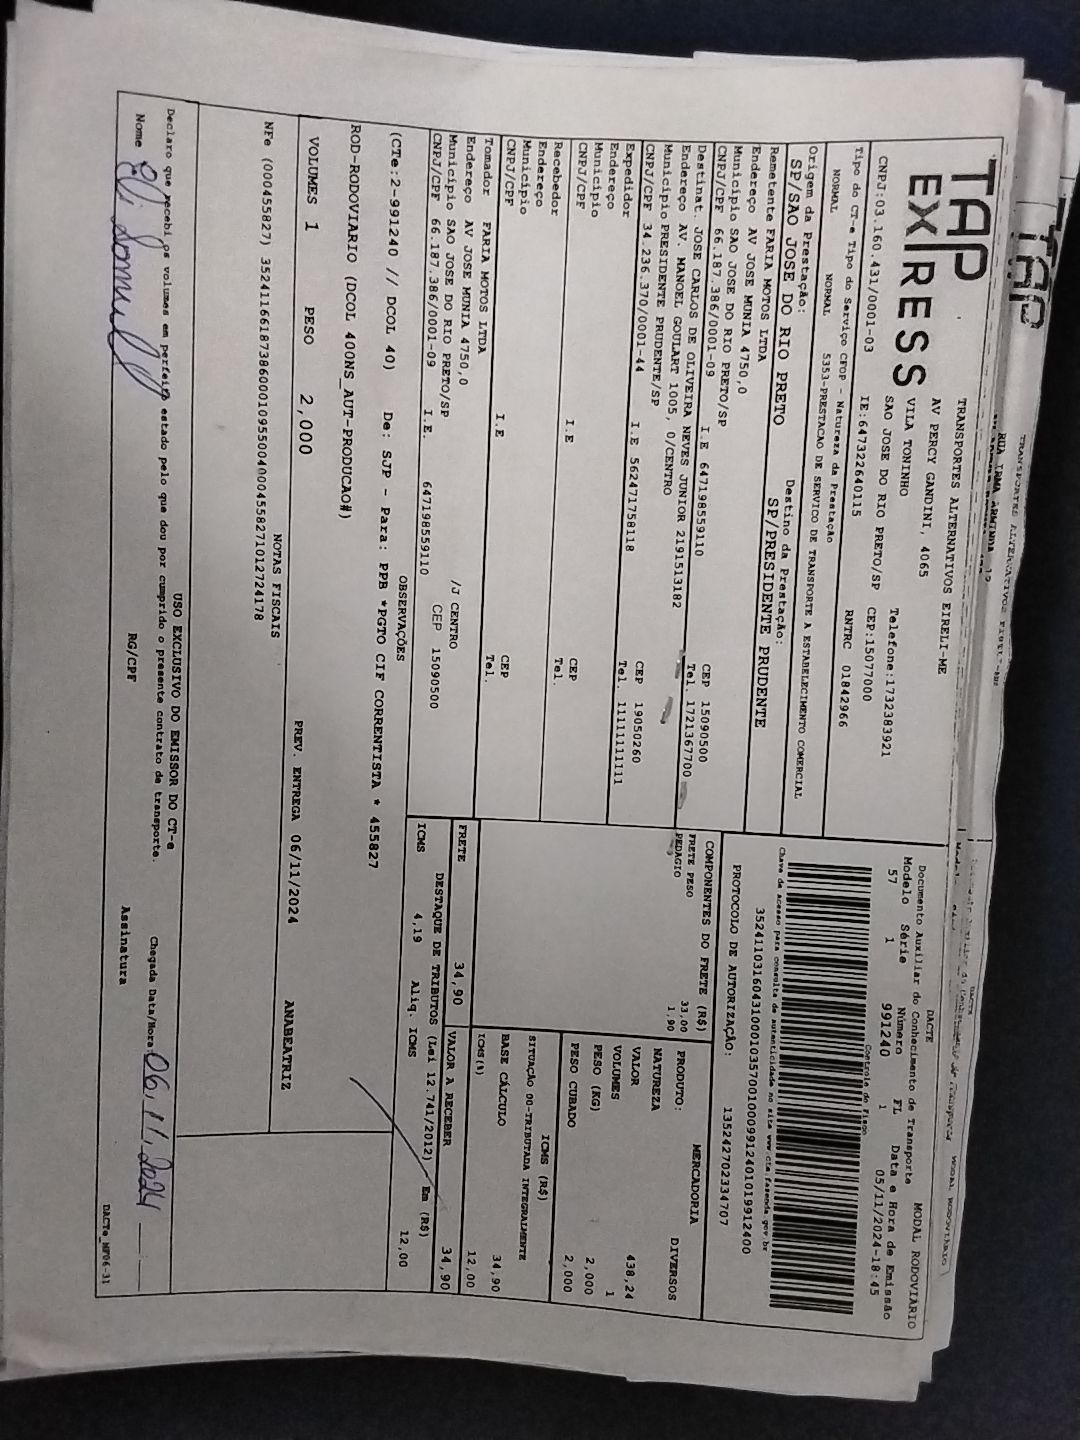 TAP
EXPRESS
TRANSPORTES ALTERNATIVOS EIRELI-ME
AV PERCY GANDINI, 4065
VILA TONINHO
Telefone:1732383921
SAO JOSE DO RIO PRETO/SP CEP:15077000
CNPJ:03.160.431/0001-03 IE:647322640115 RNTRC 01842966
Tipo do CT-e Tipo do Serviço CFOP - Natureza da Prestação
NORMAL NORMAL 5353-PRESTACAO DE SERVICO DE TRANSPORTE A ESTABELECIMENTO COMERCIAL
Origem da Prestação: Destino da Prestação:
SP/SAO JOSE DO RIO PRETO SP/PRESIDENTE PRUDENTE
DACTE
Documento Auxiliar do Conhecimento de Transporte MODAL RODOVIÁRIO
Modelo Série Número FL Data e Hora de Emissão
57 1 991240 1 05/11/2024-18:45
Controle do Fisco
Chave de acesso para consulta de autenticidade no site www.cte.fazenda.gov.br
35241103160431000103570010009912401019912400
PROTOCOLO DE AUTORIZAÇÃO: 135242702334707
Remetente FARIA MOTOS LTDA
Endereço AV JOSE MUNIA 4750,0
Município SAO JOSE DO RIO PRETO/SP CEP 15090500
CNPJ/CPF 66.187.386/0001-09 I.E 647198559110 Tel. 1721367700
Destinat. JOSE CARLOS DE OLIVEIRA NEVES JUNIOR 2191513182
Endereço AV. MANOEL GOULART 1005, 0/CENTRO
Município PRESIDENTE PRUDENTE/SP CEP 19050260
CNPJ/CPF 34.236.370/0001-44 I.E 562471758118 Tel. 11111111111
Expedidor
Endereço
Município CEP
CNPJ/CPF I.E Tel.
Recebedor
Endereço
Município CEP
CNPJ/CPF I.E Tel.
Tomador FARIA MOTOS LTDA
Endereço AV JOSE MUNIA 4750,0 /J CENTRO
Município SAO JOSE DO RIO PRETO/SP CEP 15090500
CNPJ/CPF 66.187.386/0001-09 I.E. 647198559110
COMPONENTES DO FRETE (R$)
FRETE PESO 33,00
PEDAGIO 1,90
PRODUTO: MERCADORIA
NATUREZA DIVERSOS
VALOR 438,24
VOLUMES 1
PESO (KG) 2,000
PESO CUBADO 2,000
ICMS (R$)
SITUAÇÃO 00-TRIBUTADA INTEGRALMENTE
BASE CÁLCULO 34,90
ICMS(%) 12,00
FRETE 34,90 VALOR A RECEBER 34,90
DESTAQUE DE TRIBUTOS (Lei 12.741/2012) Em (R$)
ICMS 4,19 Aliq. ICMS 12,00
OBSERVAÇÕES
(CTe:2-991240 // DCOL 40) De: SJP - Para: PPB *PGTO CIF CORRENTISTA * 455827
ROD-RODOVIARIO (DCOL 400NS_AUT-PRODUCAO#)
VOLUMES 1 PESO 2,000 PREV. ENTREGA 06/11/2024 ANABEATRIZ
NOTAS FISCAIS
NFe (000455827) 35241166187386000109550040004558271012724178
USO EXCLUSIVO DO EMISSOR DO CT-e
Declaro que recebi os volumes em perfeito estado pelo que dou por cumprido o presente contrato de transporte.
Chegada Data/Hora 06.11.2024
Nome RG/CPF Assinatura
DACTe_MF06-31